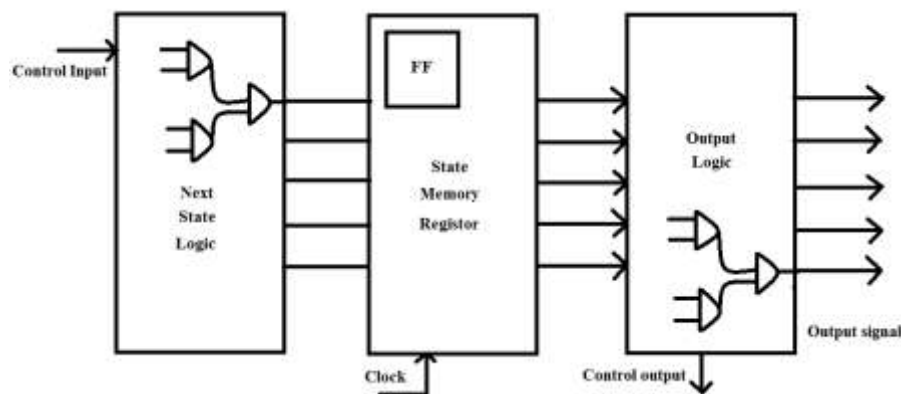 Control Input
Next
State
Logic
FF
State
Memory
Registor
Clock
Output
Logic
Control output
Output signal